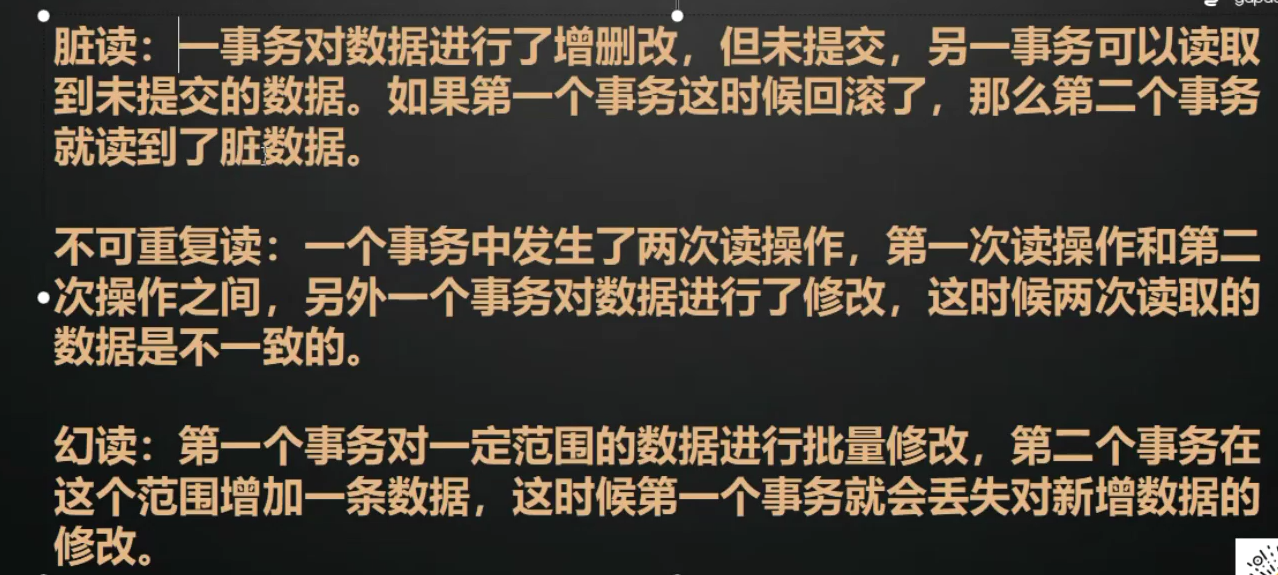 脏读：一事务对数据进行了增删改，但未提交，另一事务可以读取
到未提交的数据。如果第一个事务这时候回滚了，那么第二个事务
就读到了脏数据。
不可重复读：一个事务中发生了两次读操作，第一次读操作和第二
次操作之间，另外一个事务对数据进行了修改，这时候两次读取的
数据是不一致的。
幻读：第一个事务对一定范围的数据进行批量修改，第二个事务在
这个范围增加一条数据，这时候第一个事务就会丢失对新增数据的
修改。